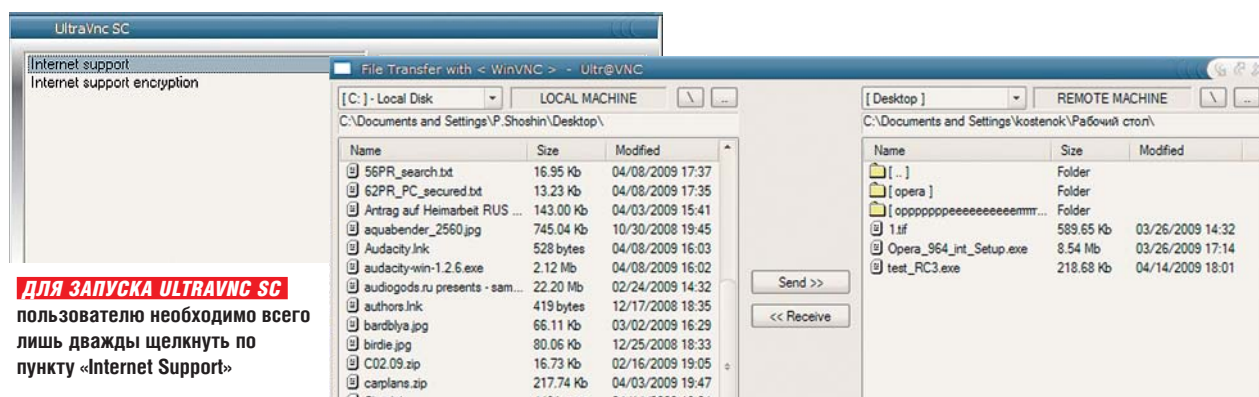 UltraVnc SC
Internet support
Internet support encryption
ДЛЯ ЗАПУСКА ULTRAVNC SC
пользователю необходимо всего
лишь дважды щелкнуть по
пункту «Internet Support»
File Transfer with < WinVNC > - Ultr@VNC
[ C: ] - Local Disk LOCAL MACHINE \ ..
C:\Documents and Settings\P.Shoshin\Desktop\
Name Size Modified
56PR_search.txt 16.95 Kb 04/08/2009 17:37
62PR_PC_secured.txt 13.23 Kb 04/08/2009 17:35
Antrag auf Heimarbeit RUS ... 143.00 Kb 04/03/2009 15:41
aquabender_2560.jpg 745.04 Kb 10/30/2008 19:45
Audacity.lnk 528 bytes 04/08/2009 16:03
audacity-win-1.2.6.exe 2.12 Mb 04/08/2009 16:02
audiogods.ru presents - sam... 22.20 Mb 02/24/2009 14:32
authors.lnk 419 bytes 12/17/2008 18:35
bardblya.jpg 66.11 Kb 03/02/2009 16:29
birdie.jpg 80.06 Kb 12/25/2008 18:33
C02.09.zip 16.73 Kb 02/16/2009 19:05
carplans.zip 217.74 Kb 04/03/2009 19:47
Send >>
<< Receive
[ Desktop ] REMOTE MACHINE \ ..
C:\Documents and Settings\kostenok\Рабочий стол\
Name Size Modified
[ .. ] Folder
[ opera ] Folder
Folder
1.tif 589.65 Kb 03/26/2009 14:32
Opera_964_int_Setup.exe 8.54 Mb 03/26/2009 17:14
test_RC3.exe 218.68 Kb 04/14/2009 18:01